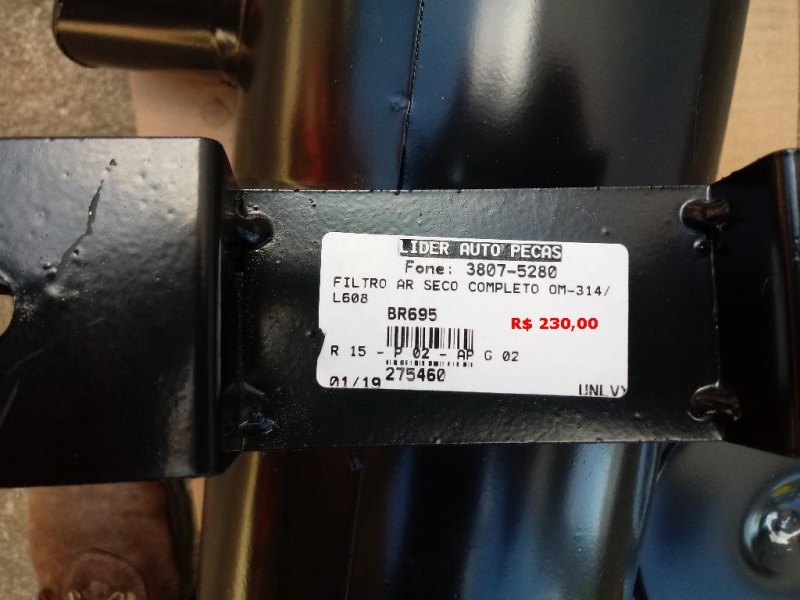 LIDER AUTO PECAS
Fone: 3807-5280
FILTRO AR SECO COMPLETO OM-314/
L608
BR695
R$ 230,00
R 15 - P 02 - AP G 02
01/19 275460